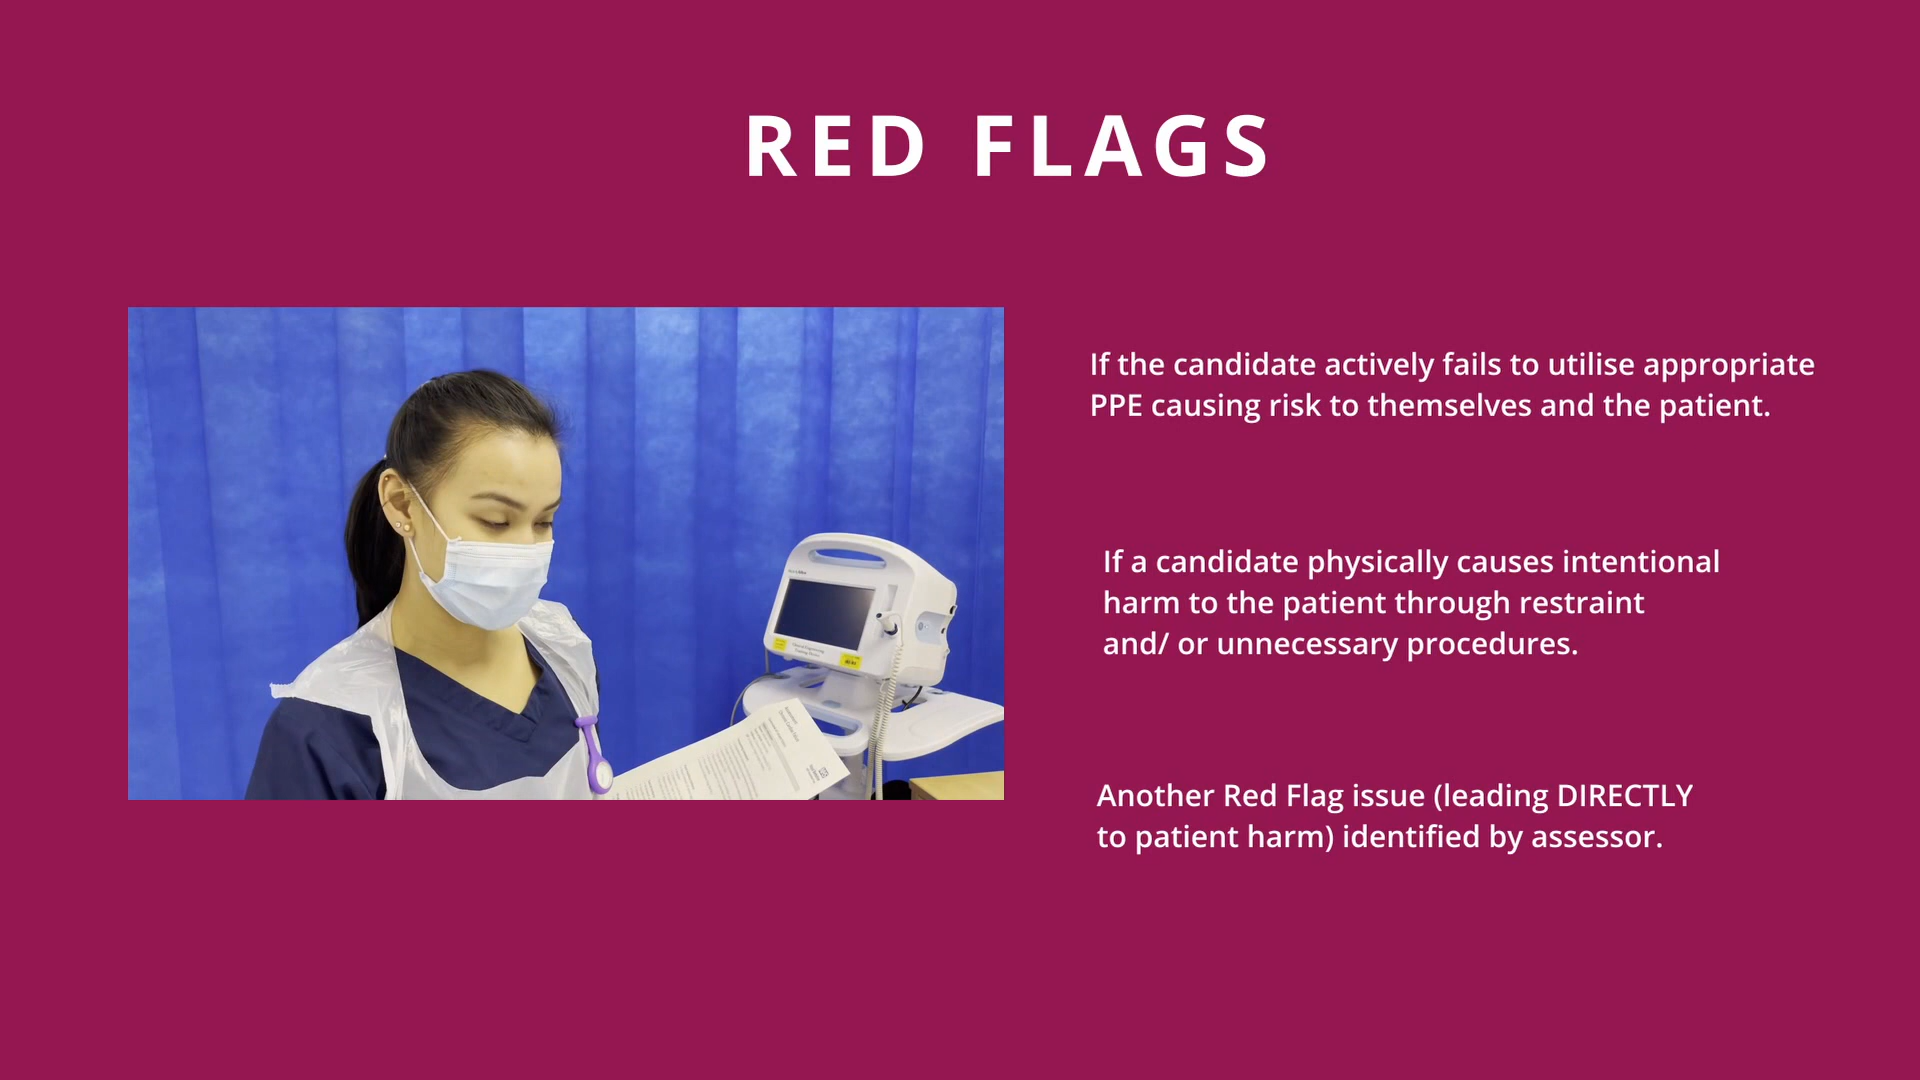 RED FLAGS
If the candidate actively fails to utilise appropriate
PPE causing risk to themselves and the patient.
If a candidate physically causes intentional
harm to the patient through restraint
and/ or unnecessary procedures.
Another Red Flag issue (leading DIRECTLY
to patient harm) identified by assessor.